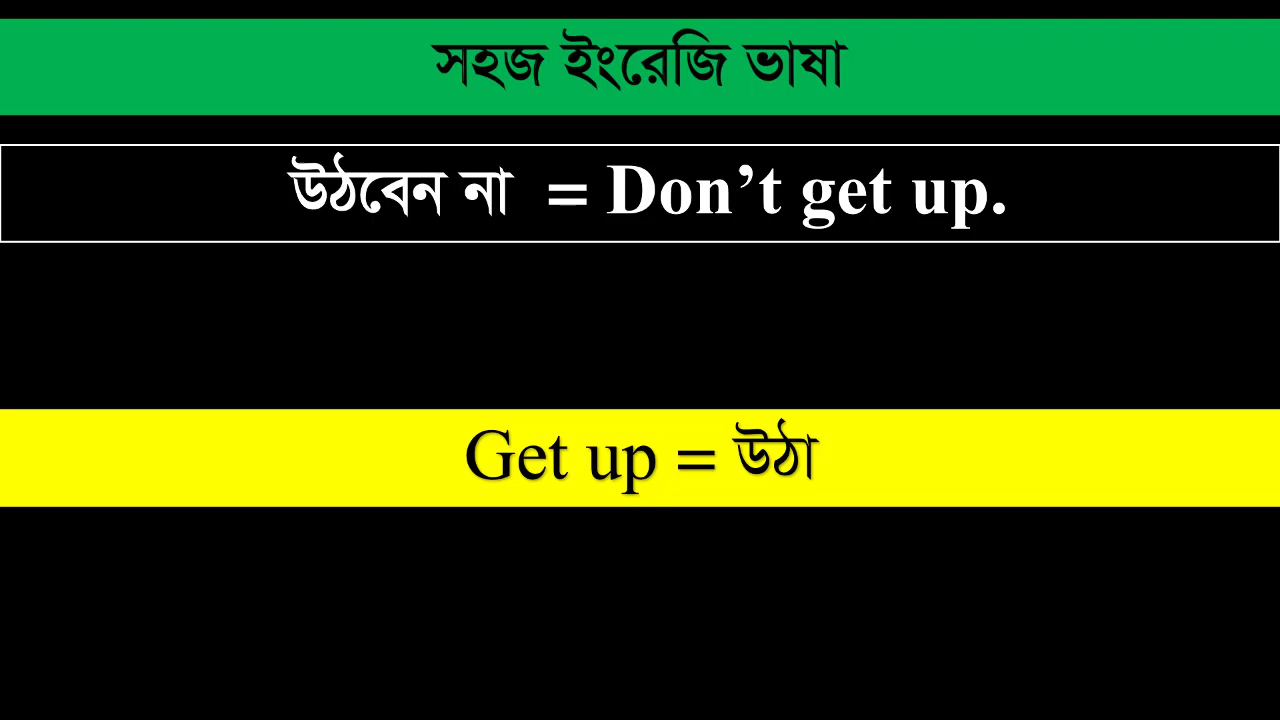 সহজ ইংরেজি ভাষা
উঠবেন না = Don’t get up.
Get up = উঠা